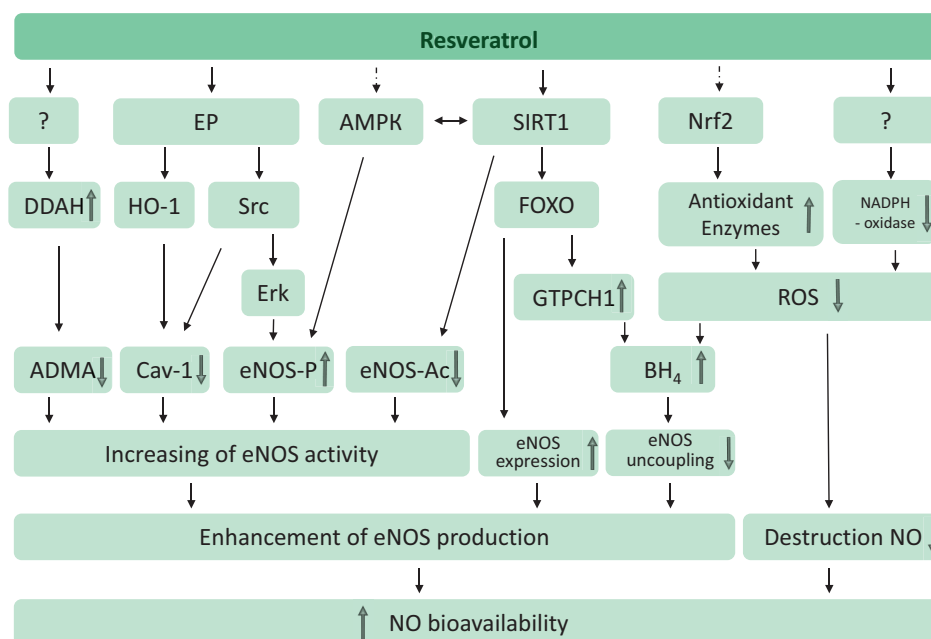 Resveratrol
?
EP
AMPK
SIRT1
Nrf2
?
DDAH
HO-1
Src
FOXO
Antioxidant
Enzymes
NADPH
- oxidase
Erk
GTPCH1
ROS
ADMA
Cav-1
eNOS-P
eNOS-Ac
BH₄
Increasing of eNOS activity
eNOS
expression
eNOS
uncoupling
Enhancement of eNOS production
Destruction NO
NO bioavailability